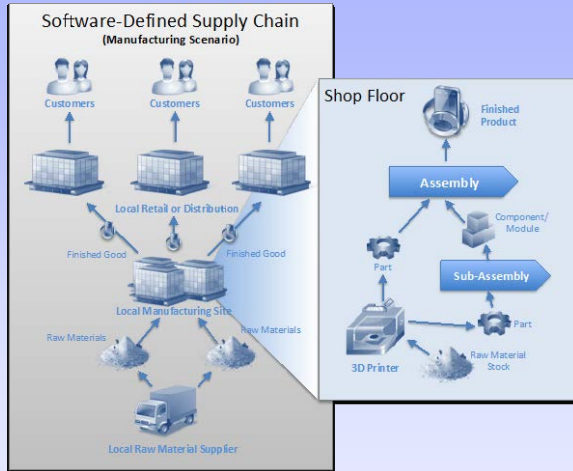 Software-Defined Supply Chain
(Manufacturing Scenario)
Customers
Customers
Customers
Local Retail or Distribution
Finished Good
Finished Good
Local Manufacturing Site
Raw Materials
Raw Materials
Local Raw Material Supplier
Shop Floor
Finished
Product
Assembly
Component/
Module
Part
Sub-Assembly
Part
3D Printer
Raw Material
Stock